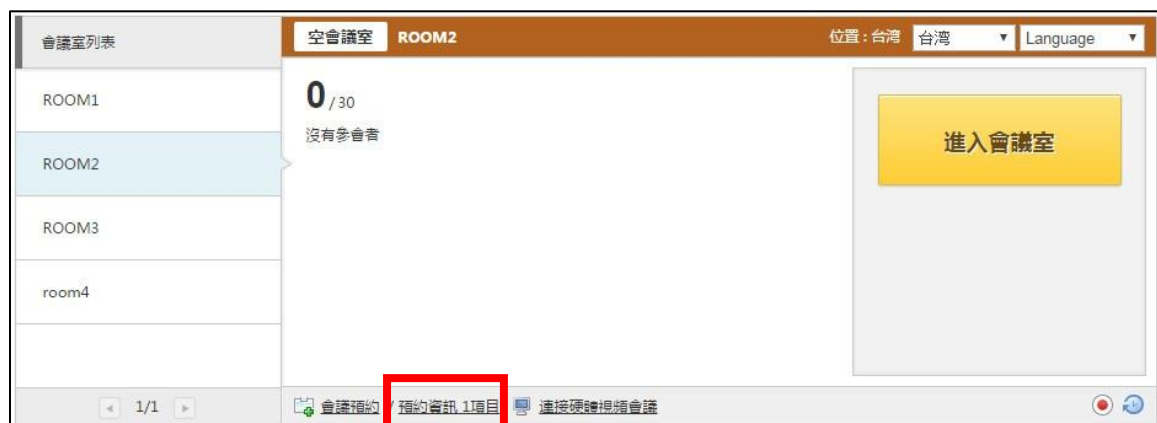 會議室列表
空會議室 ROOM2 位置:台湾 台湾 Language
ROOM1
ROOM2
ROOM3
room4
1/1
0 / 30
沒有參會者
進入會議室
會議預約 / 預約資訊 1項目 連接硬體視頻會議